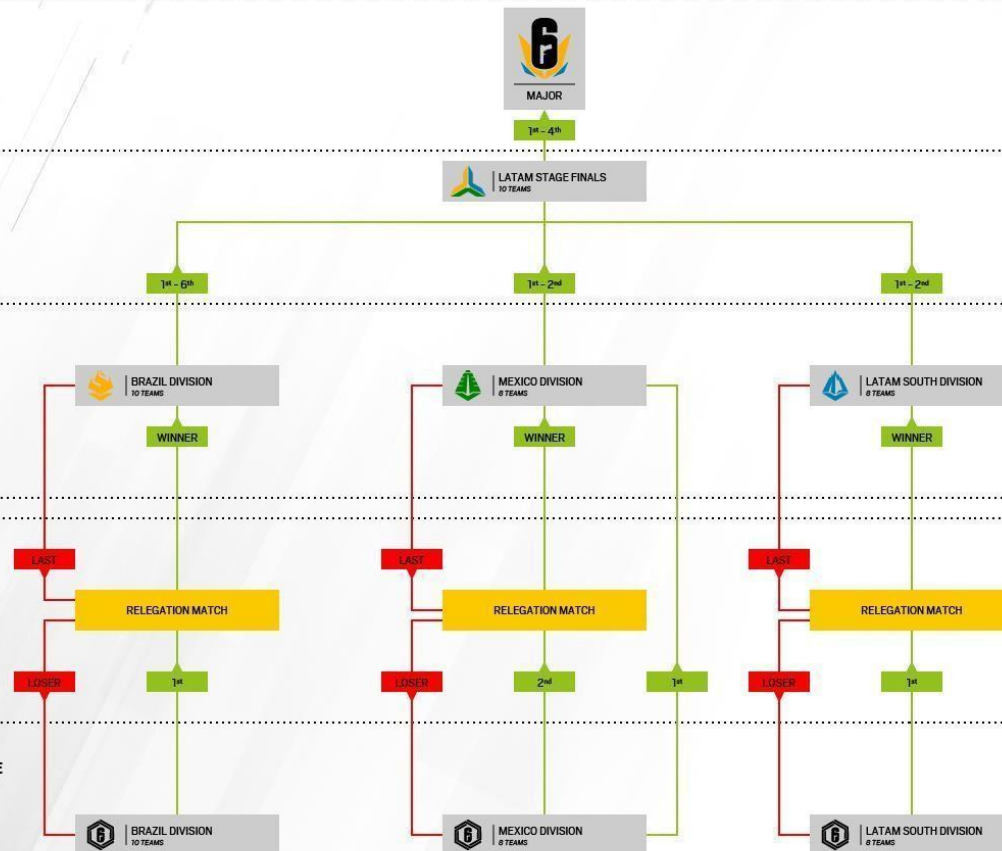 MAJOR
1st - 4th
LATAM STAGE FINALS
10 TEAMS
1st - 6th
1st - 2nd
1st - 2nd
BRAZIL DIVISION
10 TEAMS
MEXICO DIVISION
8 TEAMS
LATAM SOUTH DIVISION
8 TEAMS
WINNER
WINNER
WINNER
LAST
LAST
LAST
RELEGATION MATCH
RELEGATION MATCH
RELEGATION MATCH
LOSER
1st
LOSER
2nd
1st
LOSER
1st
E
BRAZIL DIVISION
10 TEAMS
MEXICO DIVISION
8 TEAMS
LATAM SOUTH DIVISION
8 TEAMS